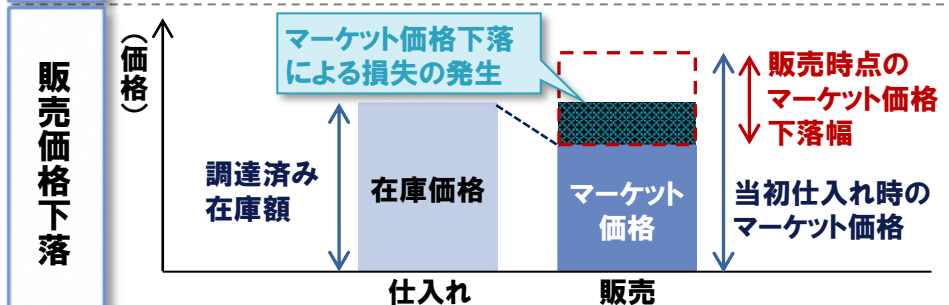 販売価格下落
（価格）
マーケット価格下落
による損失の発生
調達済み
在庫額
在庫価格
マーケット
価格
販売時点の
マーケット価格
下落幅
当初仕入れ時の
マーケット価格
仕入れ
販売